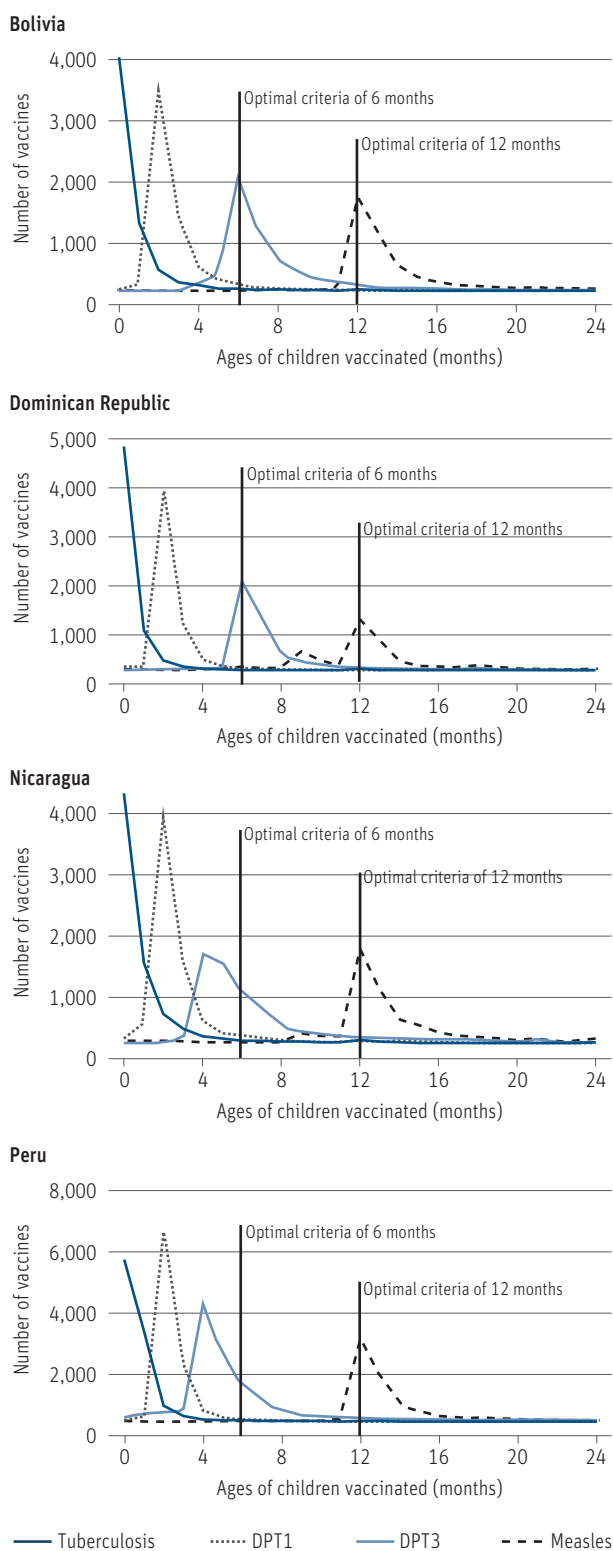 Bolivia
4,000
3,000
2,000
1,000
0
Number of vaccines
Optimal criteria of 6 months
Optimal criteria of 12 months
0 4 8 12 16 20 24
Ages of children vaccinated (months)
Dominican Republic
5,000
4,000
3,000
2,000
1,000
0
Number of vaccines
Optimal criteria of 6 months
Optimal criteria of 12 months
0 4 8 12 16 20 24
Ages of children vaccinated (months)
Nicaragua
4,000
3,000
2,000
1,000
0
Number of vaccines
Optimal criteria of 6 months
Optimal criteria of 12 months
0 4 8 12 16 20 24
Ages of children vaccinated (months)
Peru
8,000
6,000
4,000
2,000
0
Number of vaccines
Optimal criteria of 6 months
Optimal criteria of 12 months
0 4 8 12 16 20 24
Ages of children vaccinated (months)
Tuberculosis DPT1 DPT3 Measles